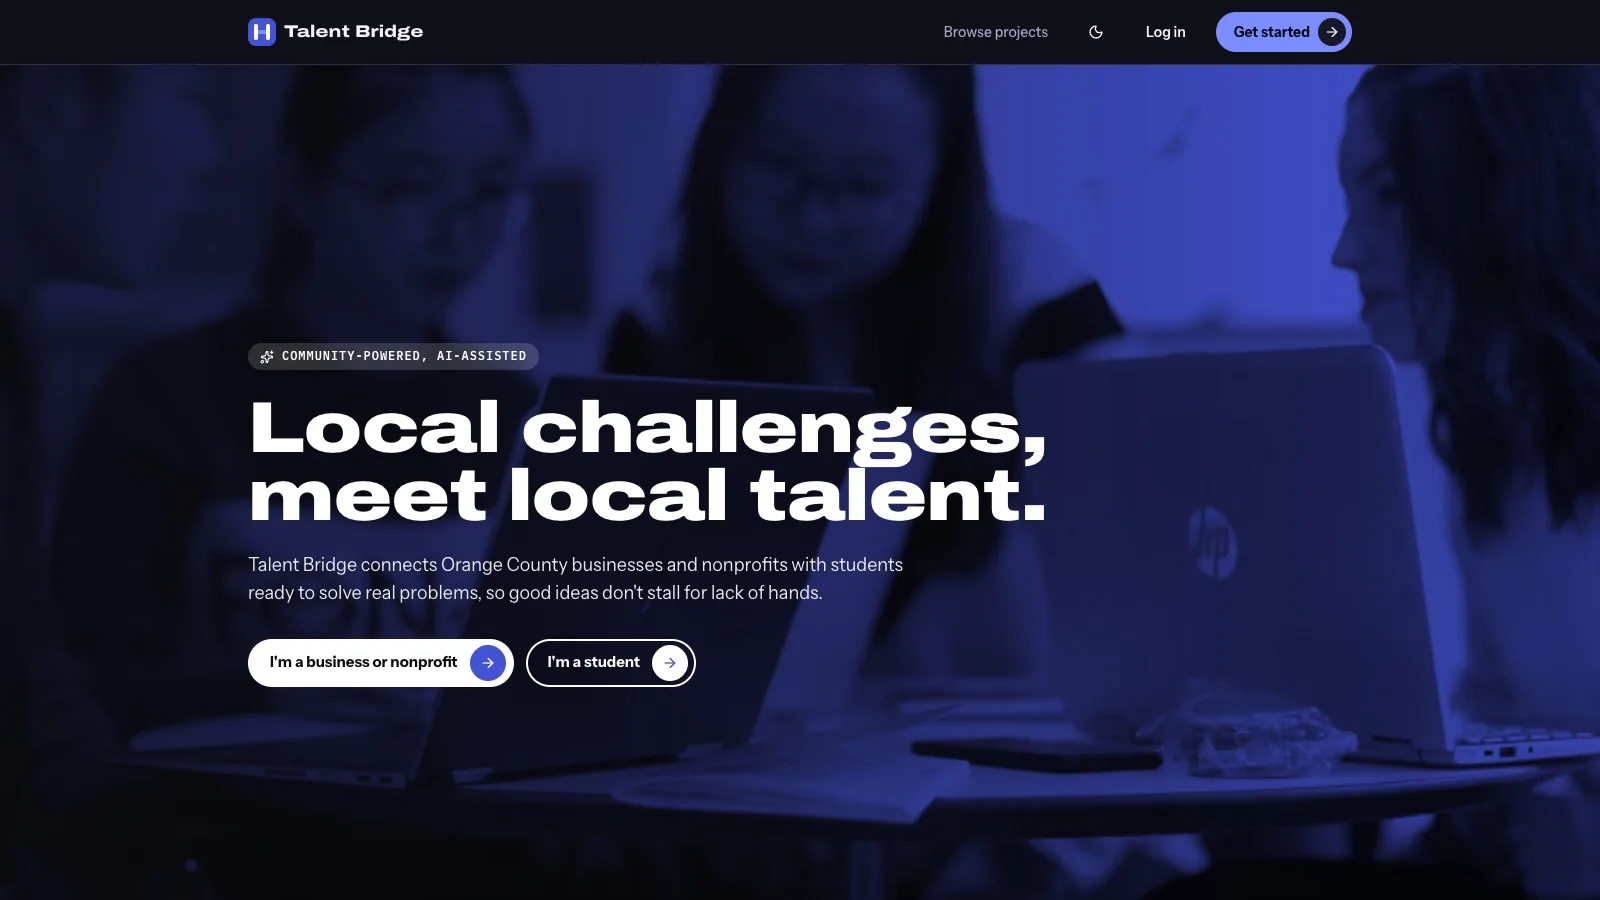 Talent Bridge
Browse projects
Log in
Get started
COMMUNITY-POWERED, AI-ASSISTED
Local challenges,
meet local talent.
Talent Bridge connects Orange County businesses and nonprofits with students
ready to solve real problems, so good ideas don't stall for lack of hands.
I'm a business or nonprofit
I'm a student
hp